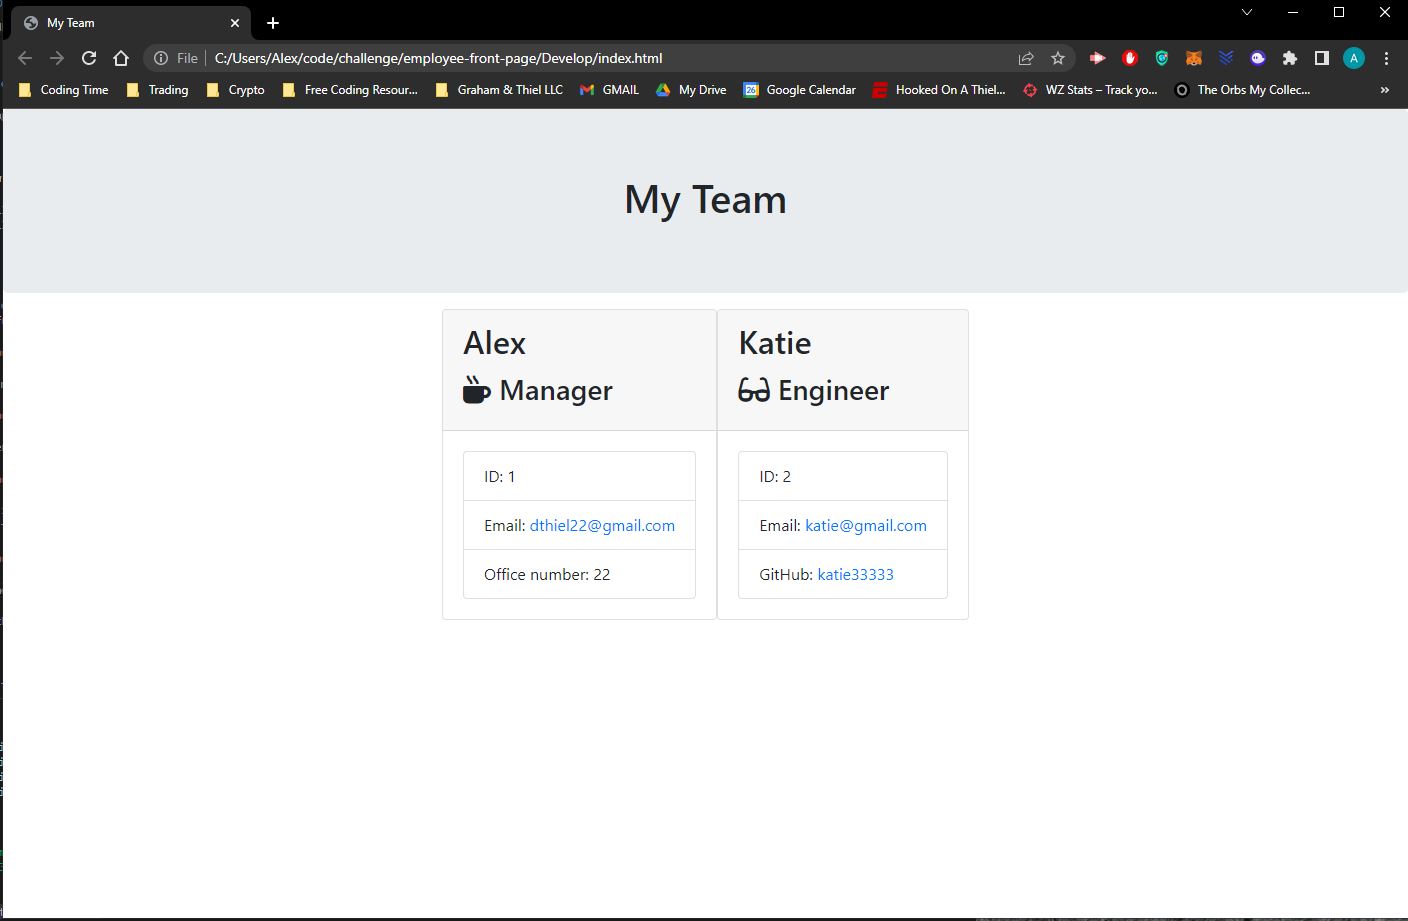 My Team
File C:/Users/Alex/code/challenge/employee-front-page/Develop/index.html A
Coding Time Trading Crypto Free Coding Resour... Graham & Thiel LLC GMAIL My Drive 26 Google Calendar Hooked On A Thiel... WZ Stats – Track yo... The Orbs My Collec... »
My Team
Alex
Manager
ID: 1
Email: dthiel22@gmail.com
Office number: 22
Katie
Engineer
ID: 2
Email: katie@gmail.com
GitHub: katie33333